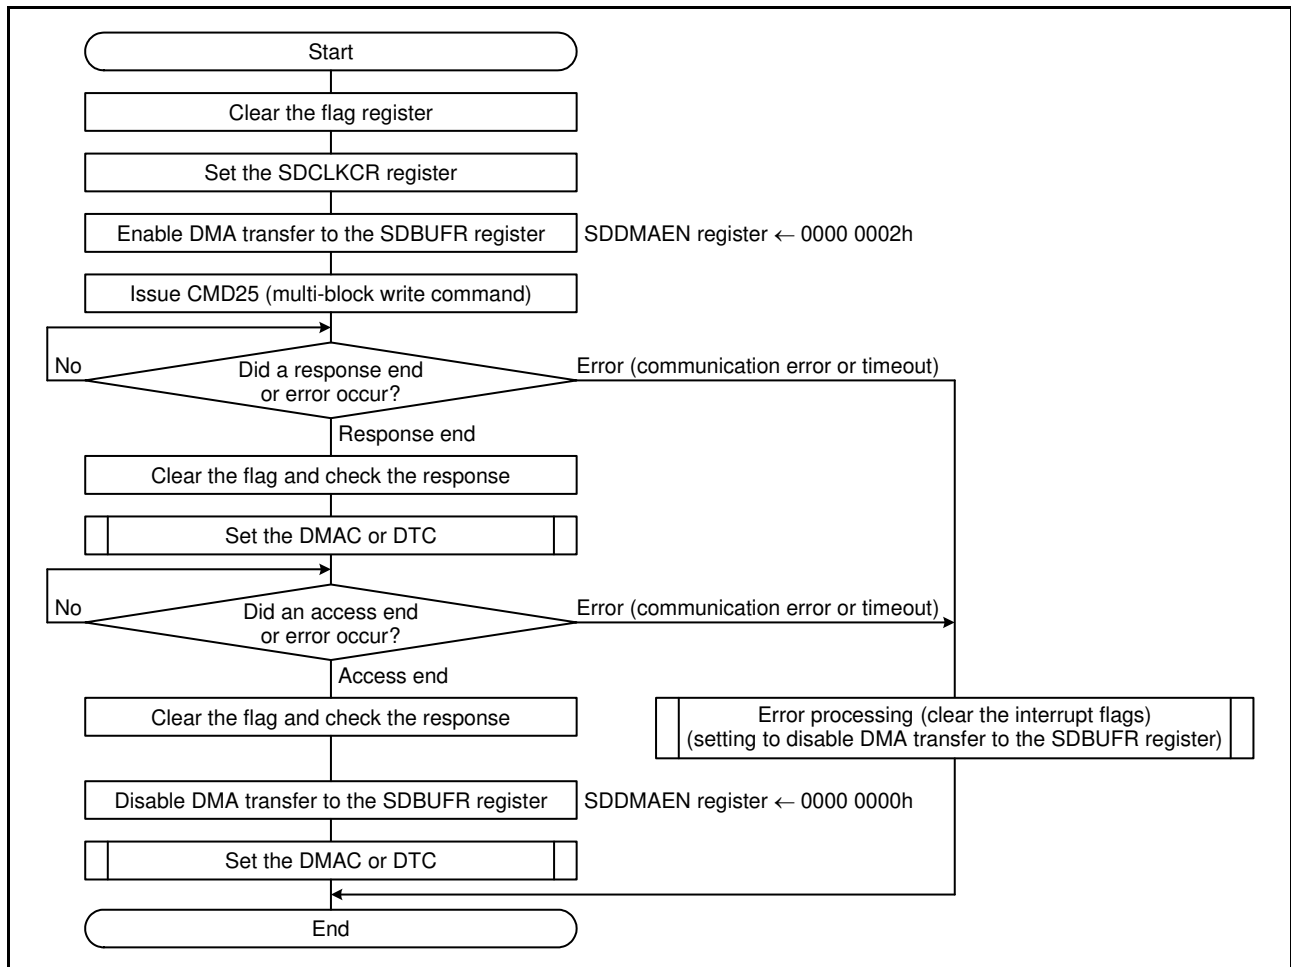 Start
Clear the flag register
Set the SDCLKCR register
Enable DMA transfer to the SDBUFR register
SDDMAEN register ← 0000 0002h
Issue CMD25 (multi-block write command)
No
Did a response end
or error occur?
Error (communication error or timeout)
Response end
Clear the flag and check the response
Set the DMAC or DTC
No
Did an access end
or error occur?
Error (communication error or timeout)
Access end
Clear the flag and check the response
Error processing (clear the interrupt flags)
(setting to disable DMA transfer to the SDBUFR register)
Disable DMA transfer to the SDBUFR register
SDDMAEN register ← 0000 0000h
Set the DMAC or DTC
End